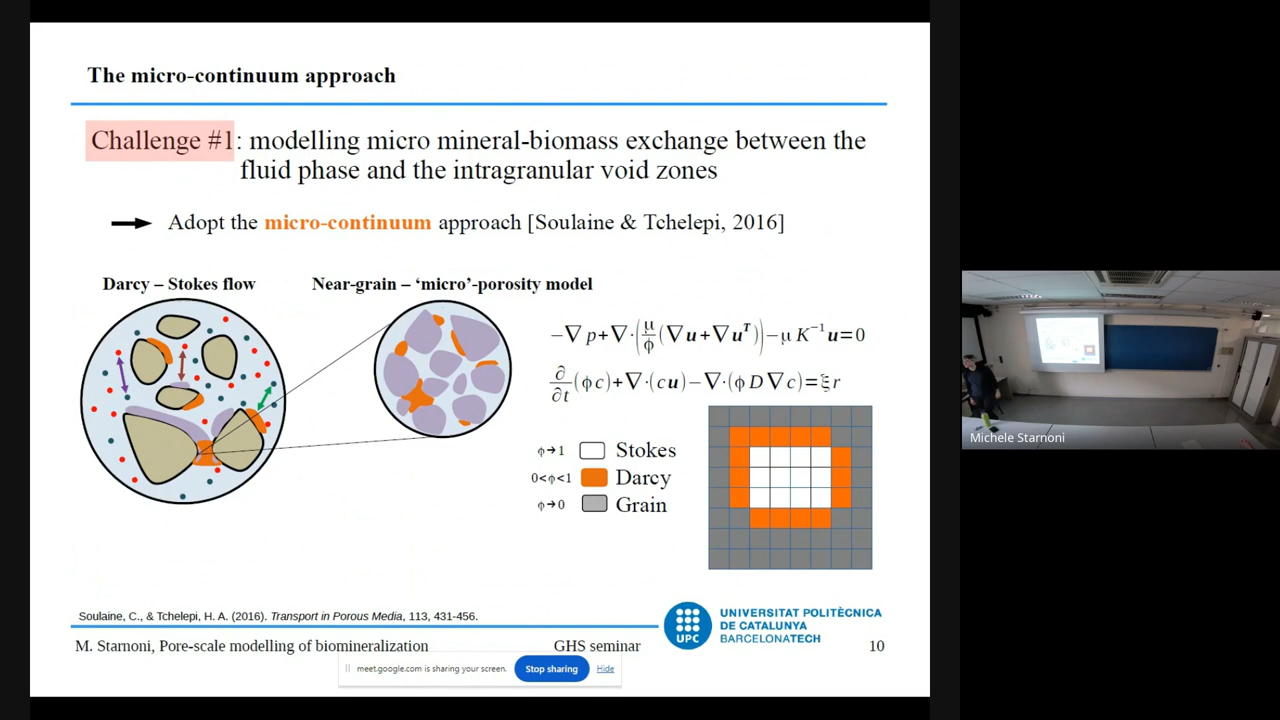 The micro-continuum approach
Challenge #1: modelling micro mineral-biomass exchange between the
fluid phase and the intragranular void zones
Adopt the micro-continuum approach [Soulaine & Tchelepi, 2016]
Darcy – Stokes flow
Near-grain – ‘micro’-porosity model
−∇p+∇·(μ/ϕ(∇u+∇uᵀ))−μ K⁻¹u=0
∂/∂t(ϕc)+∇·(cu)−∇·(ϕ D ∇c)=ξr
ϕ→1 Stokes
0<ϕ<1 Darcy
ϕ→0 Grain
Soulaine, C., & Tchelepi, H. A. (2016). Transport in Porous Media, 113, 431-456.
UNIVERSITAT POLITÈCNICA
DE CATALUNYA
BARCELONATECH
UPC
M. Starnoni, Pore-scale modelling of biomineralization
GHS seminar
10
meet.google.com is sharing your screen.
Stop sharing
Hide
Michele Starnoni